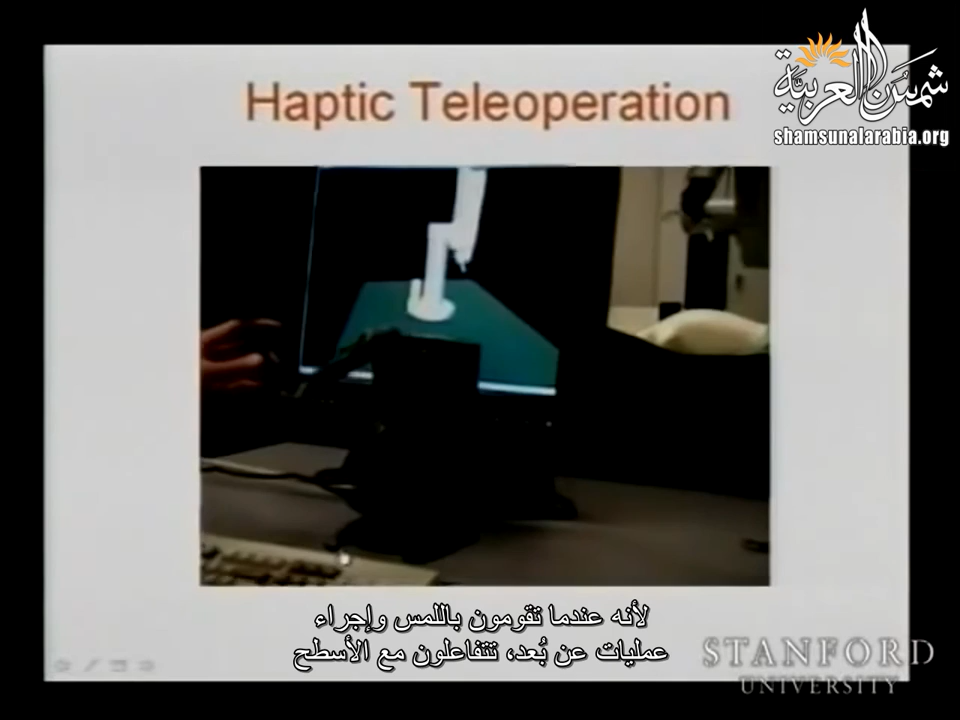 شمس العربية
shamsunalarabia.org
Haptic Teleoperation
لأنه عندما تقومون باللمس وإجراء
عمليات عن بُعد، تتفاعلون مع الأسطح
STANFORD
UNIVERSITY